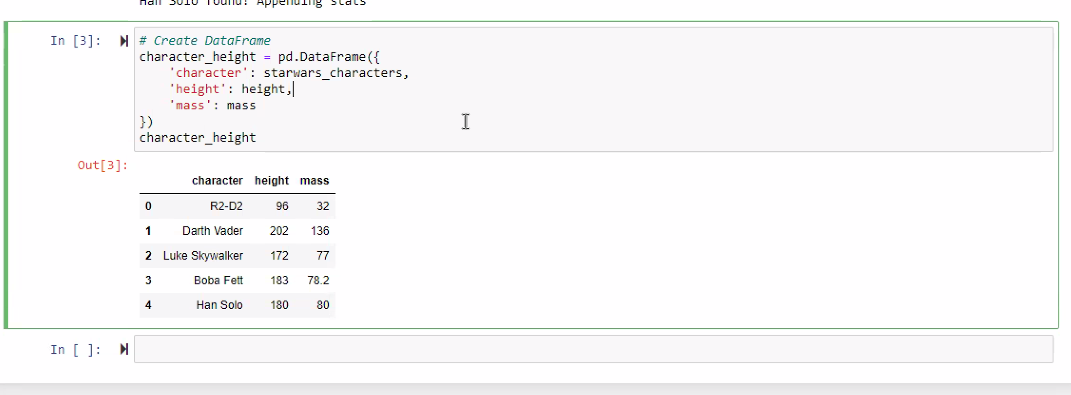 Han Solo found! Appending stats
In [3]:
# Create DataFrame
character_height = pd.DataFrame({
'character': starwars_characters,
'height': height,
'mass': mass
})
character_height
Out[3]:
character height mass
0 R2-D2 96 32
1 Darth Vader 202 136
2 Luke Skywalker 172 77
3 Boba Fett 183 78.2
4 Han Solo 180 80
In [ ]: